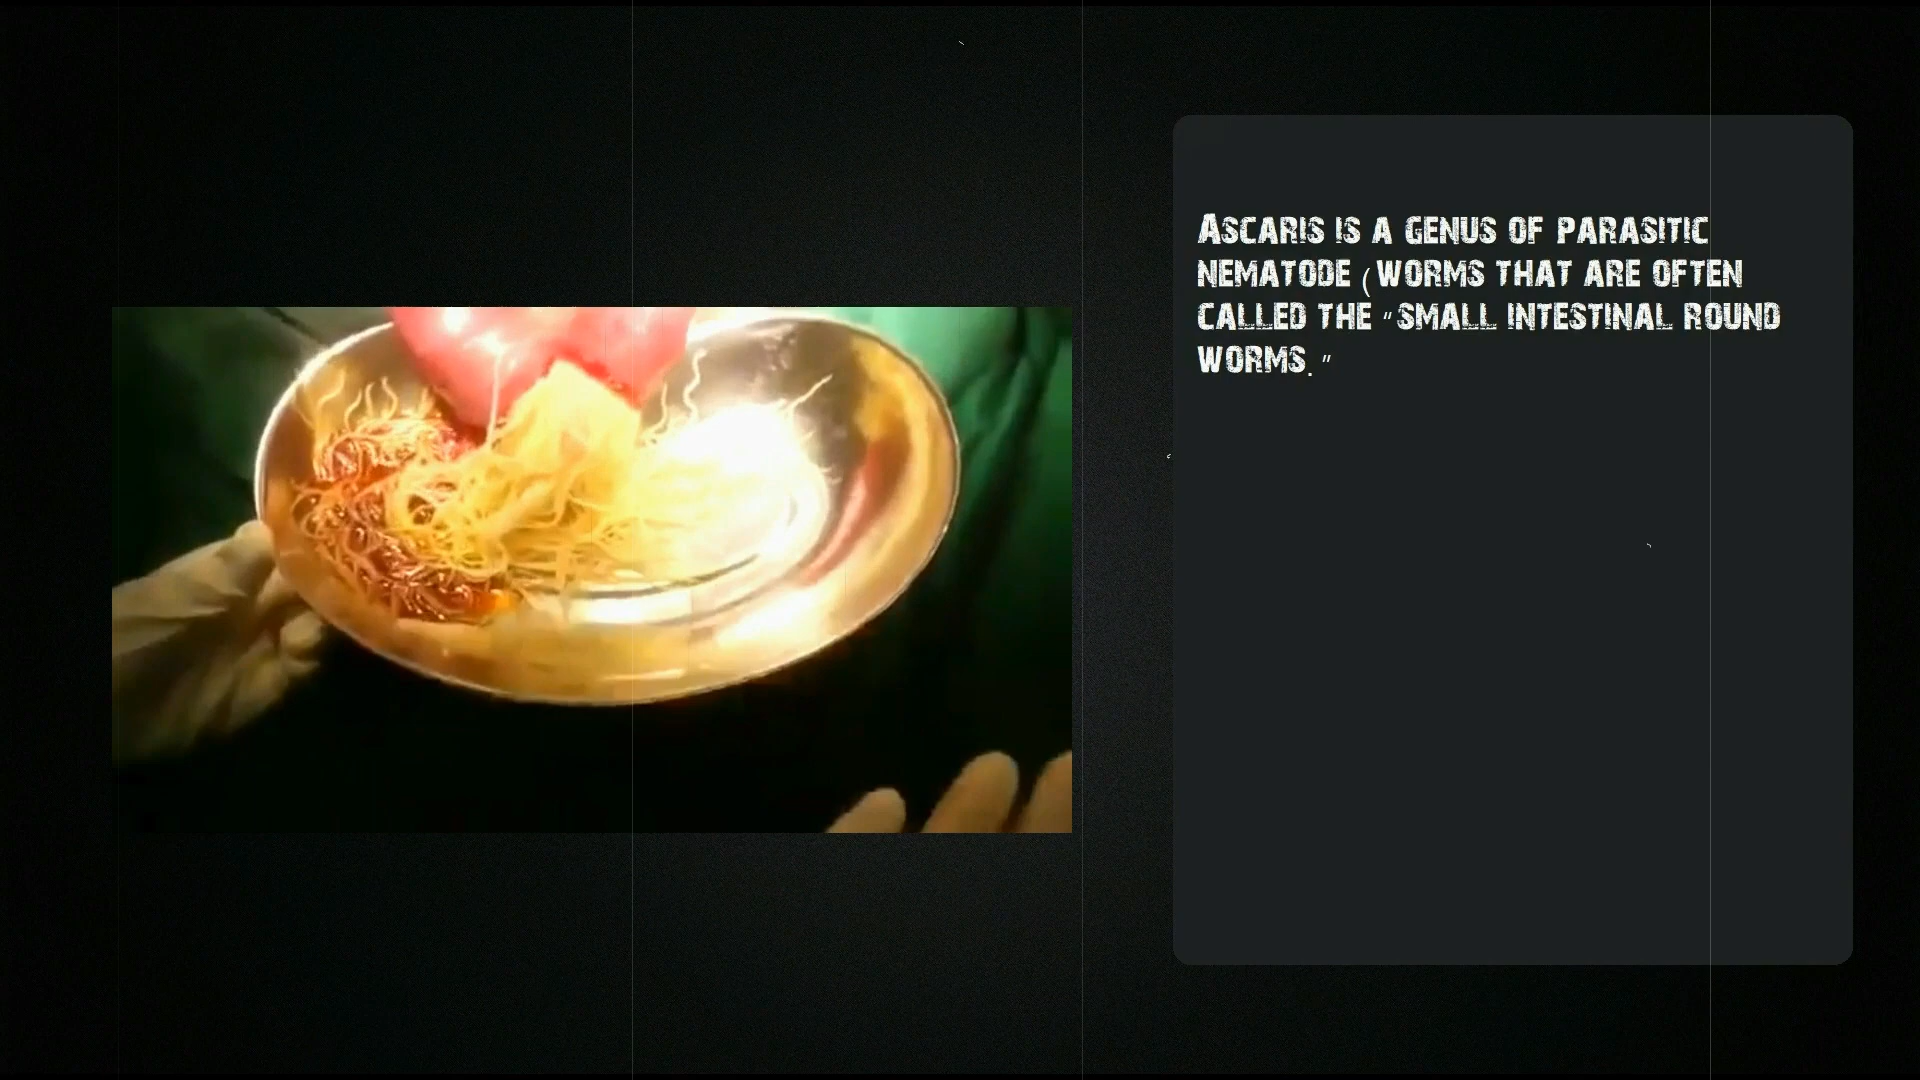 Ascaris is a genus of parasitic
nematode (worms that are often
called the "small intestinal round
worms."